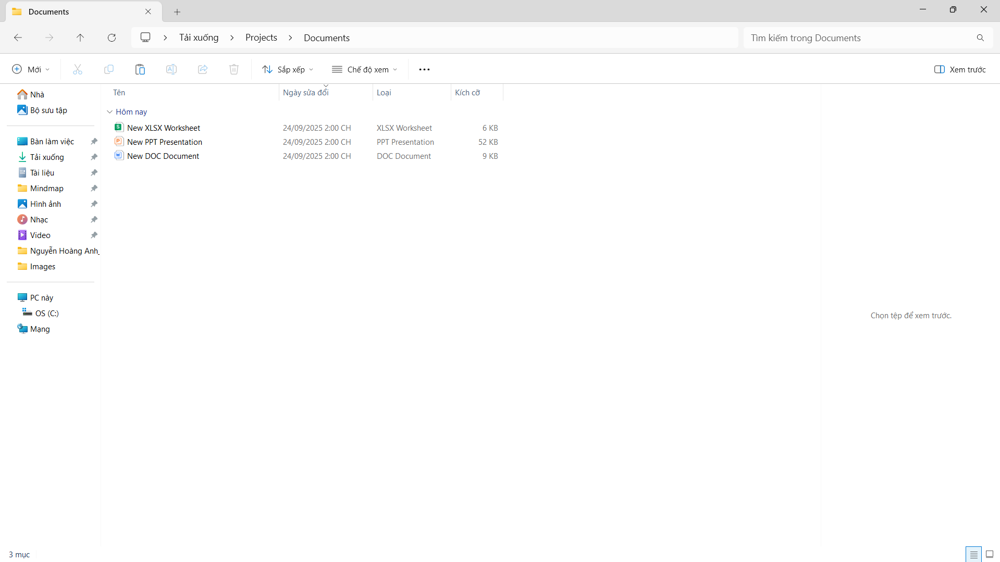 Documents
Tải xuống > Projects > Documents
Tìm kiếm trong Documents
Mới
Sắp xếp
Chế độ xem
Xem trước
Nhà
Bộ sưu tập
Bàn làm việc
Tải xuống
Tài liệu
Mindmap
Hình ảnh
Nhạc
Video
Nguyễn Hoàng Anh_
Images
PC này
OS (C:)
Mạng
Tên Ngày sửa đổi Loại Kích cỡ
Hôm nay
New XLSX Worksheet 24/09/2025 2:00 CH XLSX Worksheet 6 KB
New PPT Presentation 24/09/2025 2:00 CH PPT Presentation 52 KB
New DOC Document 24/09/2025 2:00 CH DOC Document 9 KB
Chọn tệp để xem trước.
3 mục